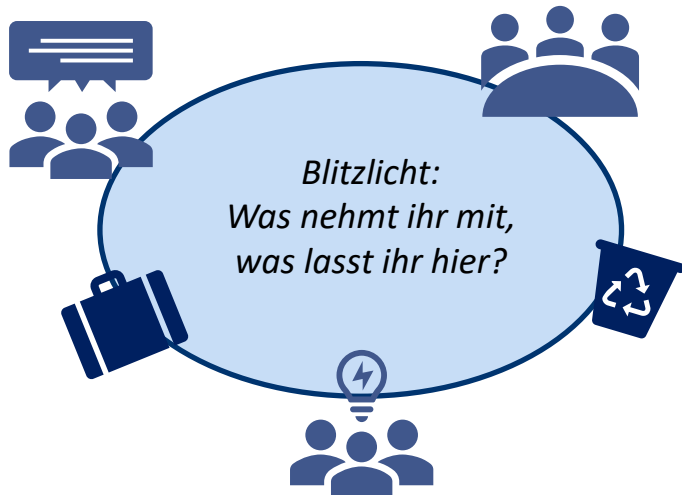 Blitzlicht:
Was nehmt ihr mit,
was lasst ihr hier?